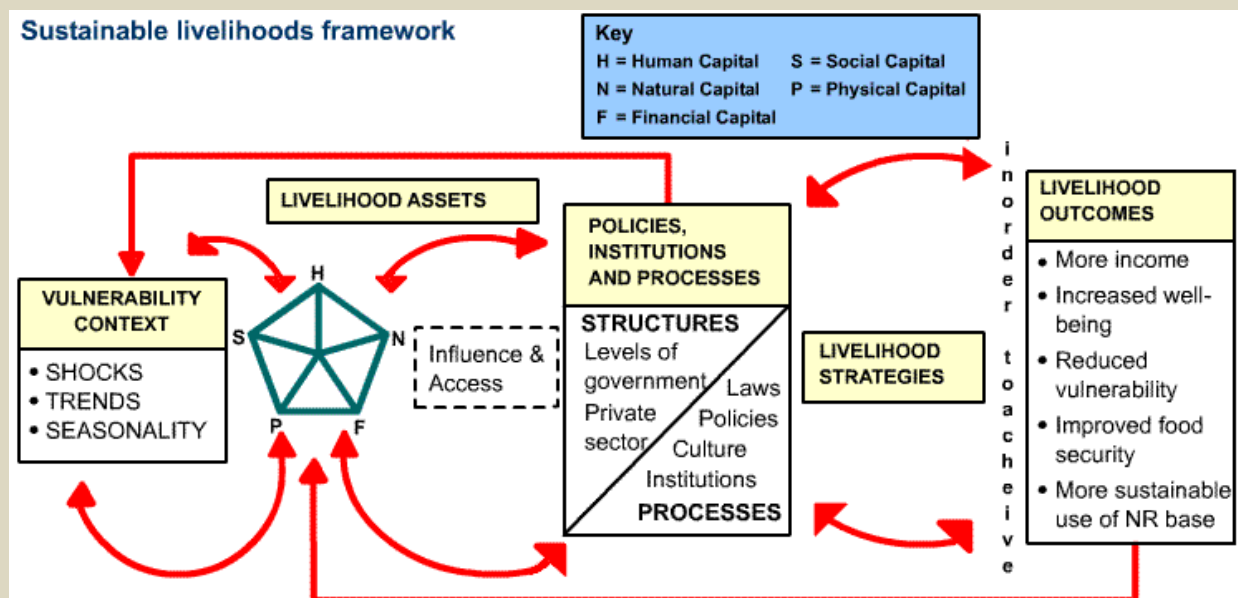 Sustainable livelihoods framework
Key
H = Human Capital S = Social Capital
N = Natural Capital P = Physical Capital
F = Financial Capital
LIVELIHOOD ASSETS
VULNERABILITY
CONTEXT
• SHOCKS
• TRENDS
• SEASONALITY
H
S
N
P
F
Influence &
Access
POLICIES,
INSTITUTIONS
AND PROCESSES
STRUCTURES
Levels of
government
Private
sector
Laws
Policies
Culture
Institutions
PROCESSES
LIVELIHOOD
STRATEGIES
inorder toacheive
LIVELIHOOD
OUTCOMES
• More income
• Increased well-
being
• Reduced
vulnerability
• Improved food
security
• More sustainable
use of NR base